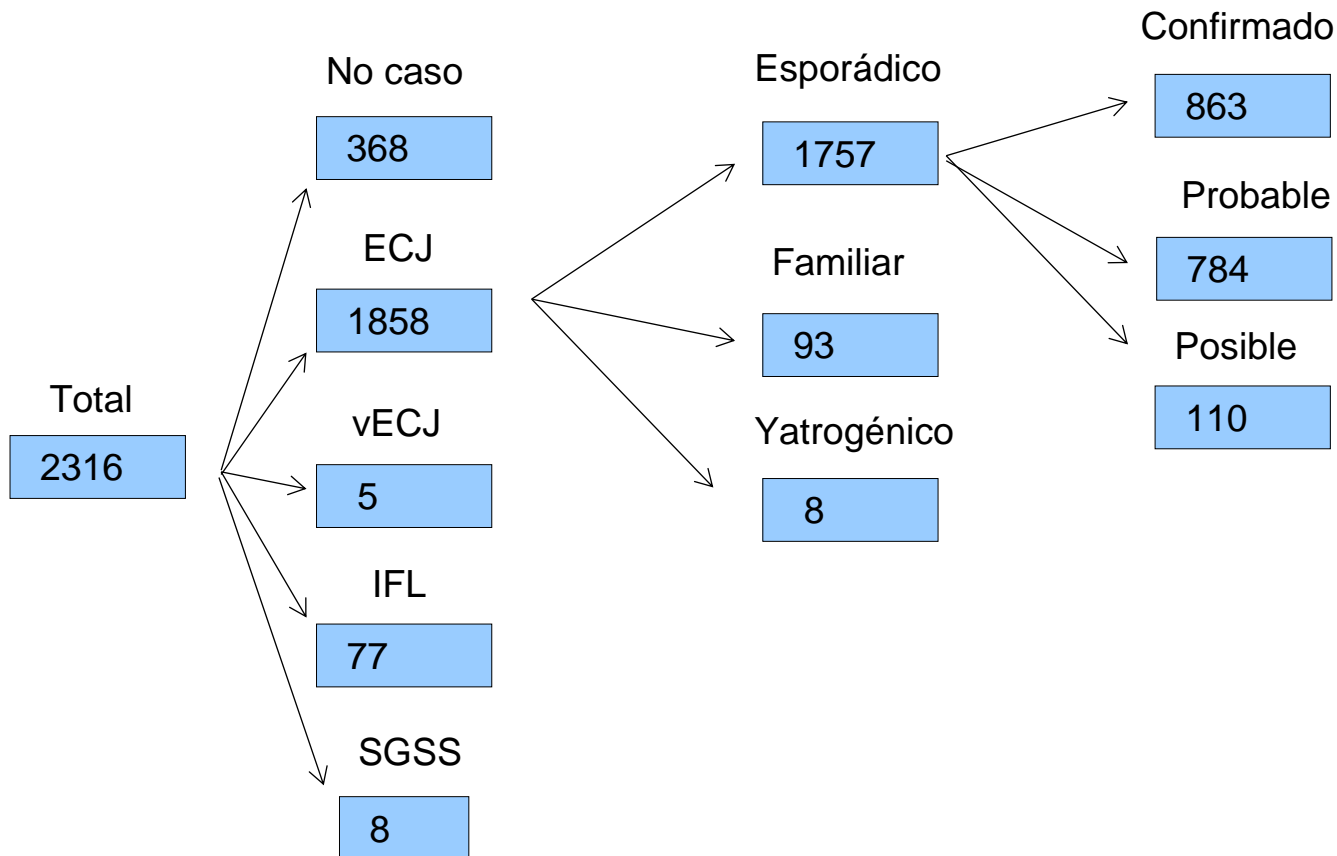 Total
2316
No caso
368
ECJ
1858
vECJ
5
IFL
77
SGSS
8
Esporádico
1757
Familiar
93
Yatrogénico
8
Confirmado
863
Probable
784
Posible
110